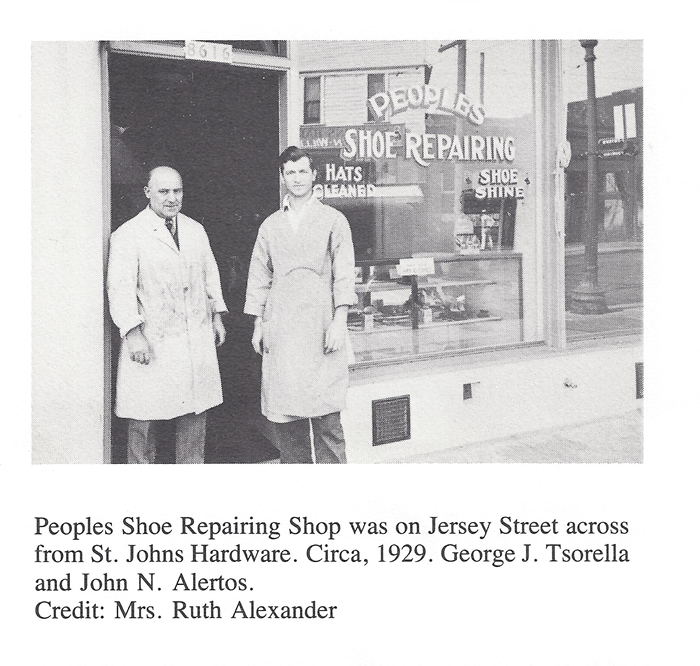 8616
PEOPLES
SHOE REPAIRING
HATS
CLEANED
SHOE
SHINE
Peoples Shoe Repairing Shop was on Jersey Street across
from St. Johns Hardware. Circa, 1929. George J. Tsorella
and John N. Alertos.
Credit: Mrs. Ruth Alexander